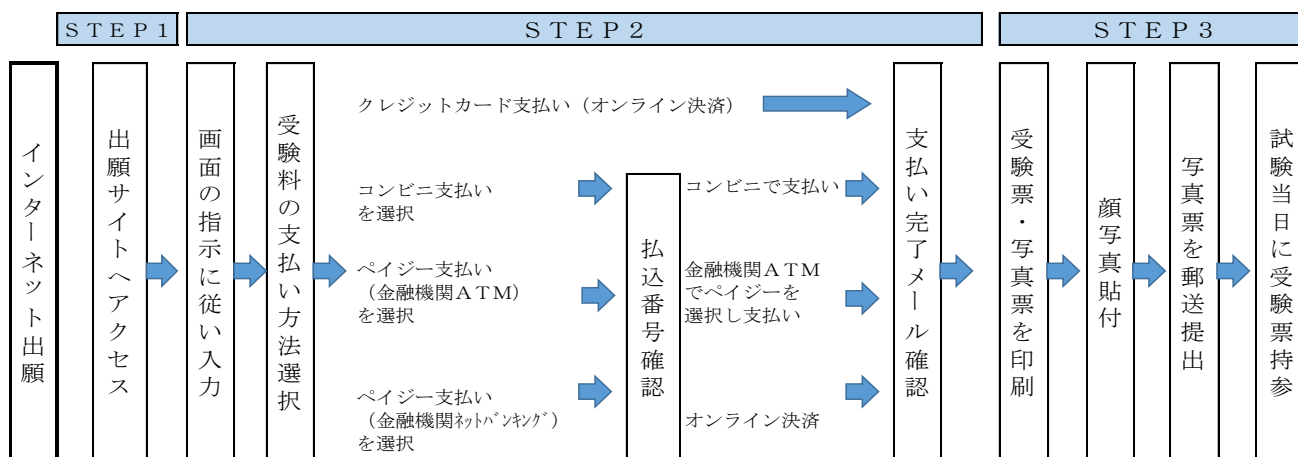 ＳＴＥＰ１
ＳＴＥＰ２
ＳＴＥＰ３
インターネット出願
出願サイトへアクセス
画面の指示に従い入力
受験料の支払い方法選択
クレジットカード支払い（オンライン決済）
コンビニ支払い
を選択
ペイジー支払い
（金融機関ＡＴＭ）
を選択
ペイジー支払い
（金融機関ﾈｯﾄﾊﾞﾝｷﾝｸﾞ）
を選択
払込番号確認
コンビニで支払い
金融機関ＡＴＭ
でペイジーを
選択し支払い
オンライン決済
支払い完了メール確認
受験票・写真票を印刷
顔写真貼付
写真票を郵送提出
試験当日に受験票持参